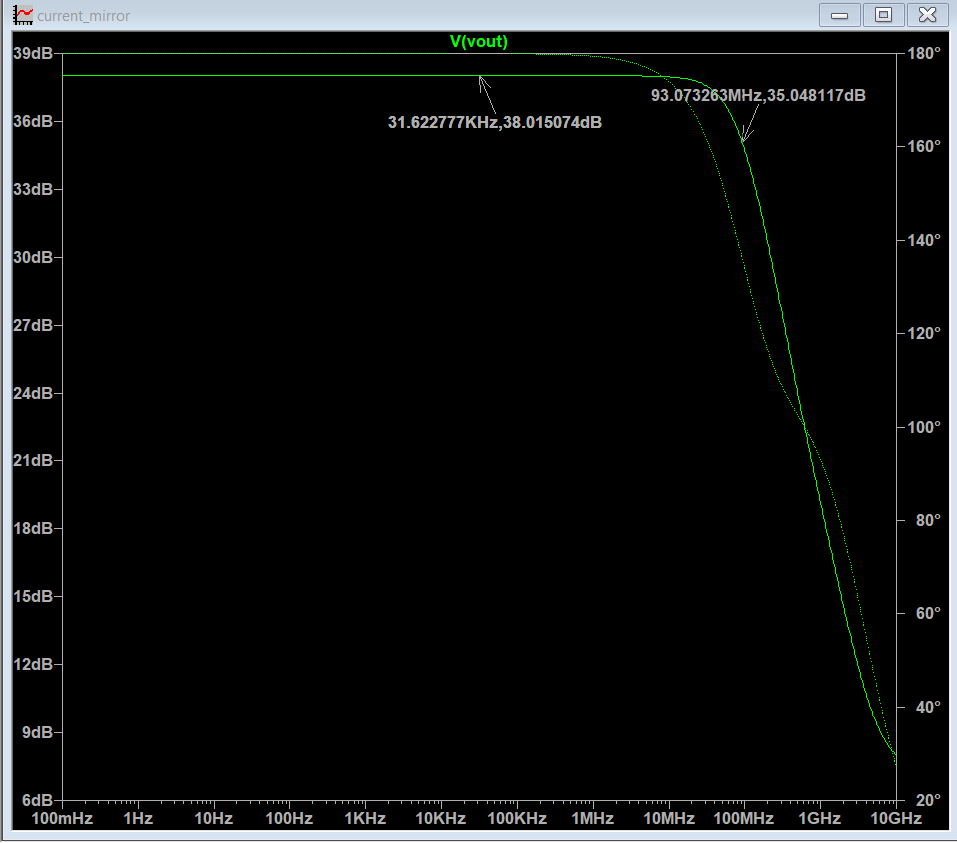 current_mirror
V(vout)
39dB
36dB
33dB
30dB
27dB
24dB
21dB
18dB
15dB
12dB
9dB
6dB
31.622777KHz,38.015074dB
93.073263MHz,35.048117dB
180°
160°
140°
120°
100°
80°
60°
40°
20°
100mHz 1Hz 10Hz 100Hz 1KHz 10KHz 100KHz 1MHz 10MHz 100MHz 1GHz 10GHz